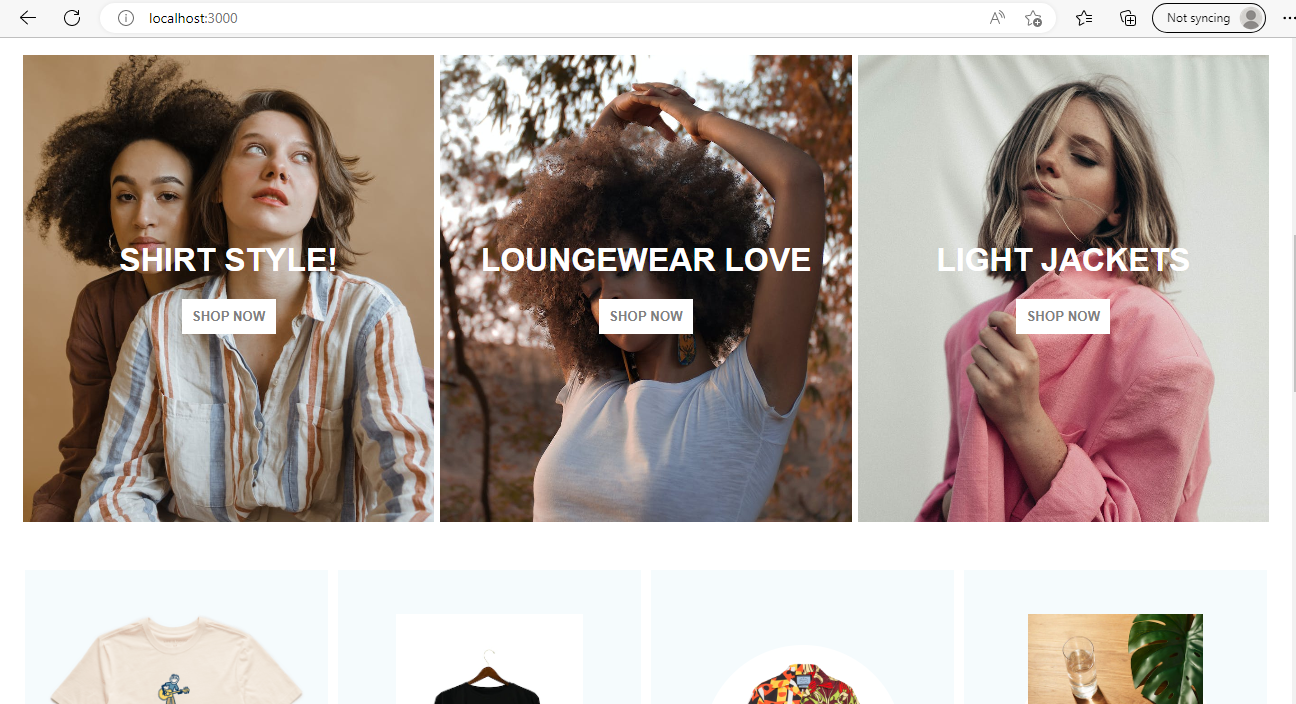 localhost:3000
Not syncing
SHIRT STYLE!
SHOP NOW
LOUNGEWEAR LOVE
SHOP NOW
LIGHT JACKETS
SHOP NOW